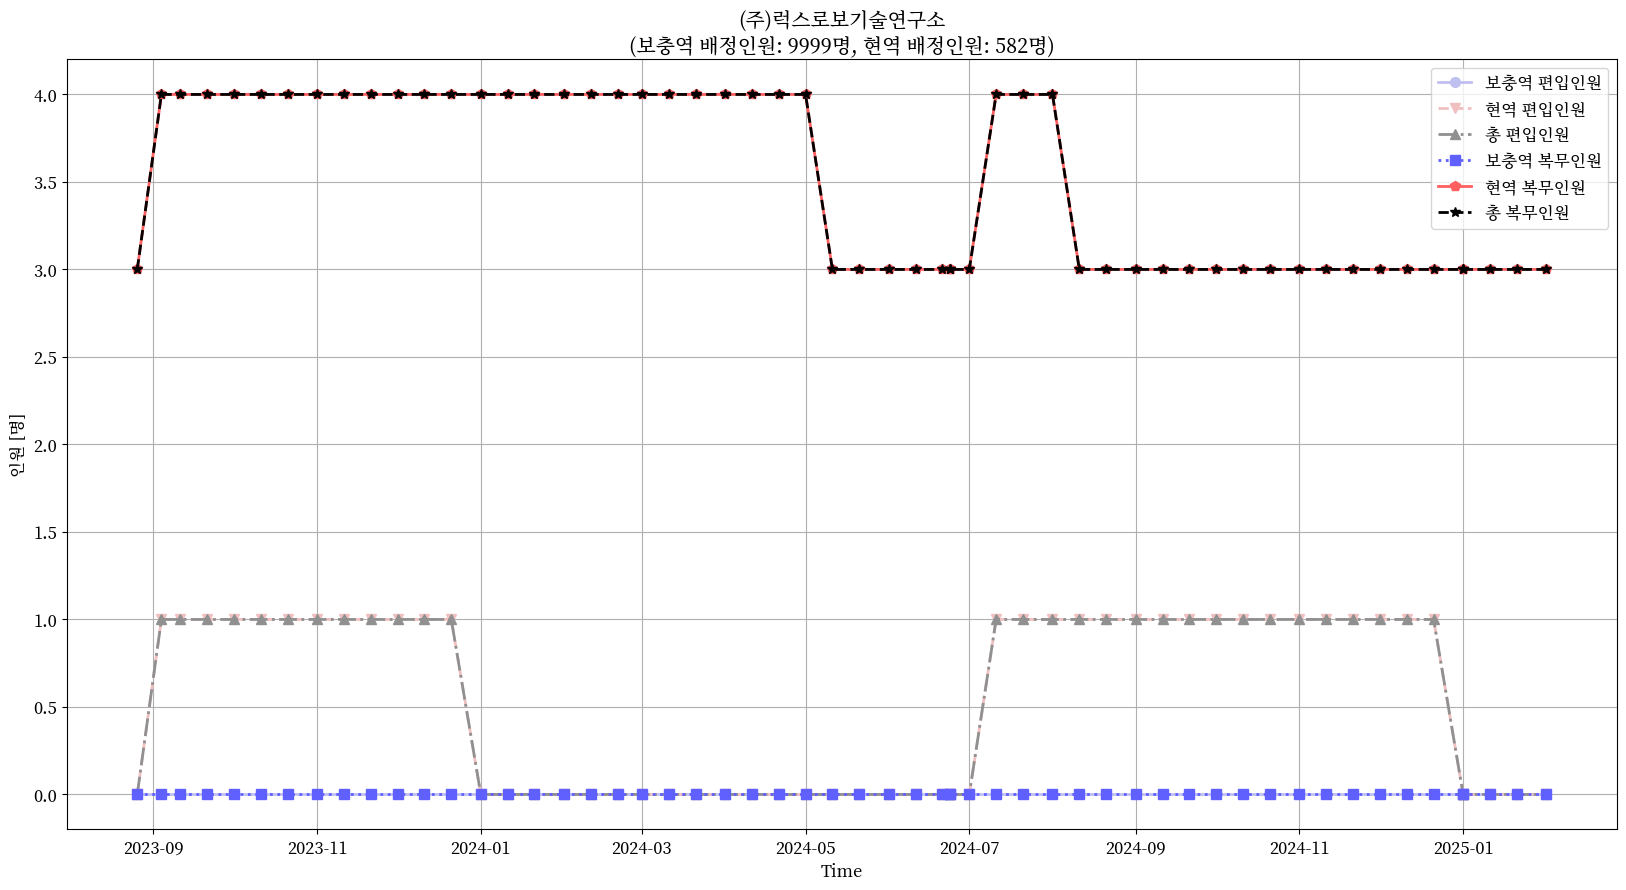 (주)럭스로보기술연구소
(보충역 배정인원: 9999명, 현역 배정인원: 582명)
보충역 편입인원
현역 편입인원
총 편입인원
보충역 복무인원
현역 복무인원
총 복무인원
4.0
3.5
3.0
2.5
2.0
1.5
1.0
0.5
0.0
인원 [명]
2023-09 2023-11 2024-01 2024-03 2024-05 2024-07 2024-09 2024-11 2025-01
Time